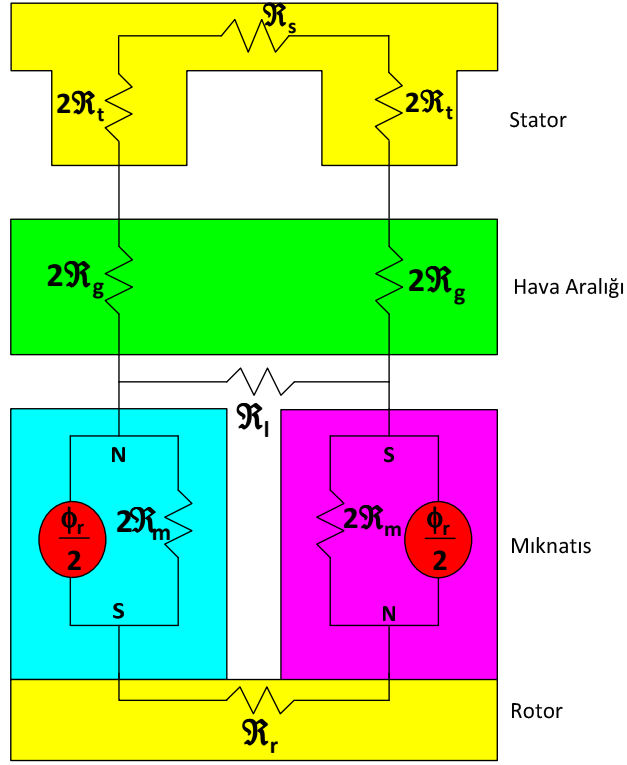 ℜs
2ℜt
2ℜt
Stator
2ℜg
2ℜg
Hava Aralığı
ℜl
N
S
ϕr/2
2ℜm
2ℜm
ϕr/2
Mıknatıs
S
N
ℜr
Rotor